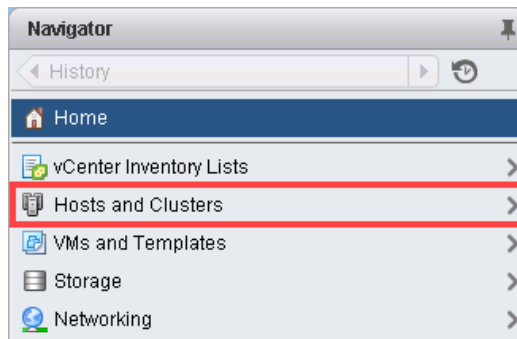 Navigator
History
Home
vCenter Inventory Lists
Hosts and Clusters
VMs and Templates
Storage
Networking